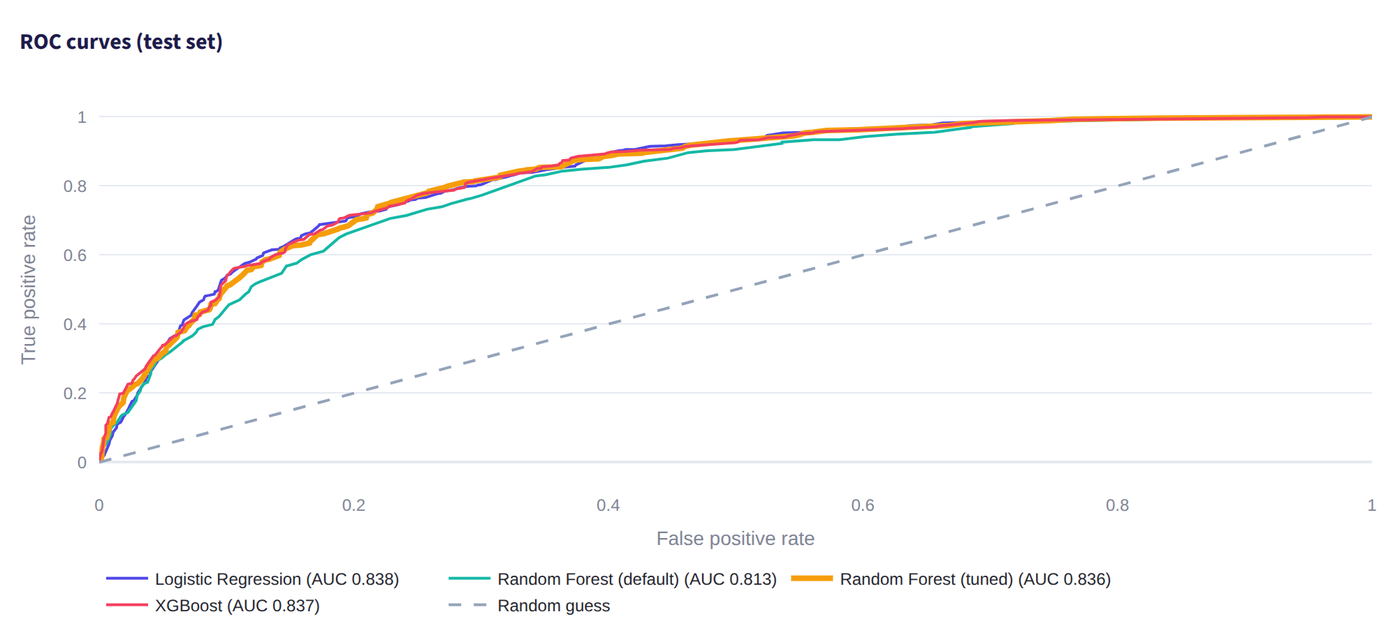 ROC curves (test set)
1
0.8
0.6
0.4
0.2
0
True positive rate
0 0.2 0.4 0.6 0.8 1
False positive rate
Logistic Regression (AUC 0.838) Random Forest (default) (AUC 0.813) Random Forest (tuned) (AUC 0.836)
XGBoost (AUC 0.837) Random guess